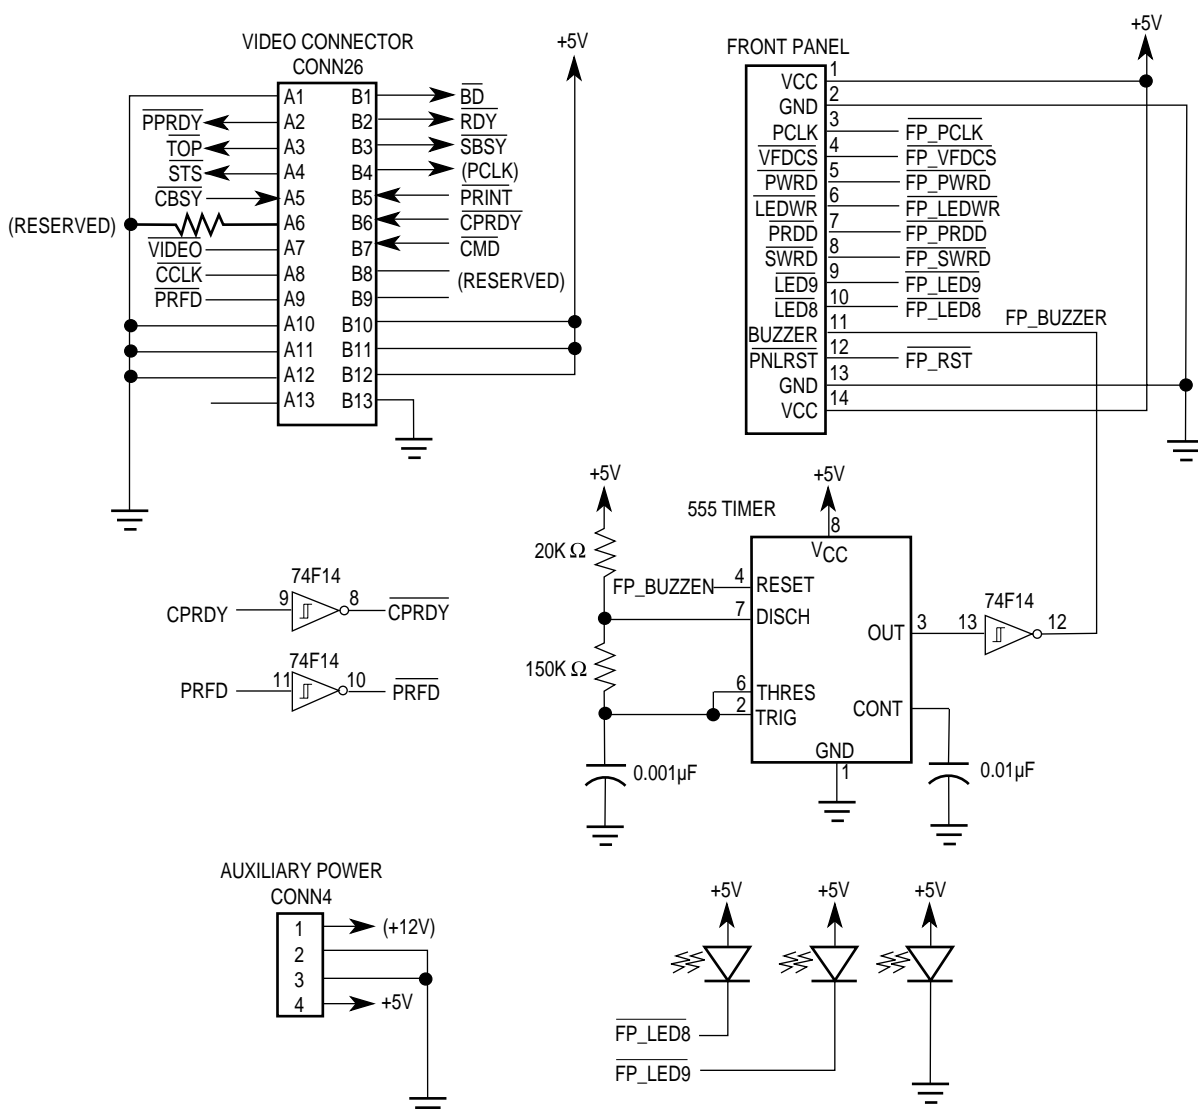 VIDEO CONNECTOR
CONN26
+5V
A1 B1 BD
PPRDY A2 B2 RDY
TOP A3 B3 SBSY
STS A4 B4 (PCLK)
CBSY A5 B5 PRINT
(RESERVED) A6 B6 CPRDY
VIDEO A7 B7 CMD
CCLK A8 B8 (RESERVED)
PRFD A9 B9
A10 B10
A11 B11
A12 B12
A13 B13
FRONT PANEL
+5V
VCC 1
GND 2
PCLK 3 FP_PCLK
VFDCS 4 FP_VFDCS
PWRD 5 FP_PWRD
LEDWR 6 FP_LEDWR
PRDD 7 FP_PRDD
SWRD 8 FP_SWRD
LED9 9 FP_LED9
LED8 10 FP_LED8
BUZZER 11 FP_BUZZER
PNLRST 12 FP_RST
GND 13
VCC 14
74F14
CPRDY 9 8 CPRDY
74F14
PRFD 11 10 PRFD
+5V
+5V
555 TIMER
8
VCC
20K Ω
FP_BUZZEN 4 RESET
7 DISCH
OUT 3
74F14
13 12
150K Ω
6 THRES
2 TRIG
CONT
GND
1
0.001µF
0.01µF
AUXILIARY POWER
CONN4
1 (+12V)
2
3
4 +5V
+5V +5V +5V
FP_LED8
FP_LED9